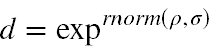 d = exp^{rnorm(ρ,σ)}